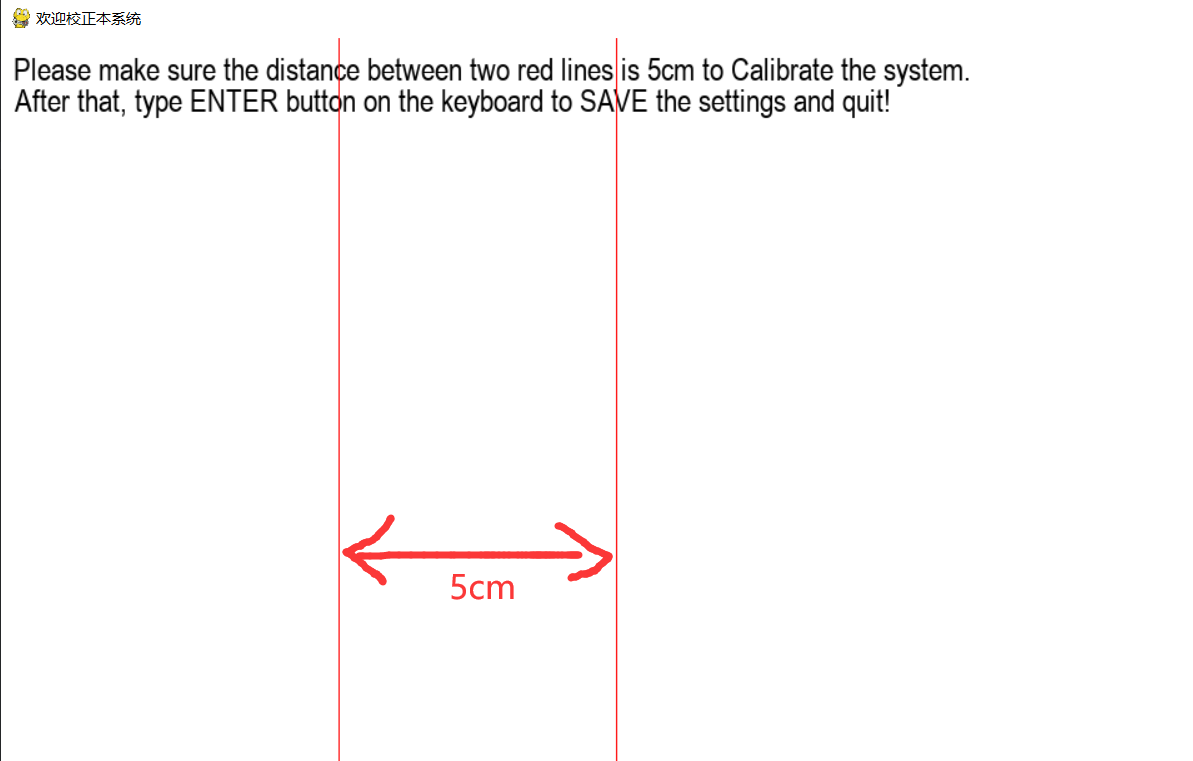 欢迎校正本系统
Please make sure the distance between two red lines is 5cm to Calibrate the system.
After that, type ENTER button on the keyboard to SAVE the settings and quit!
5cm